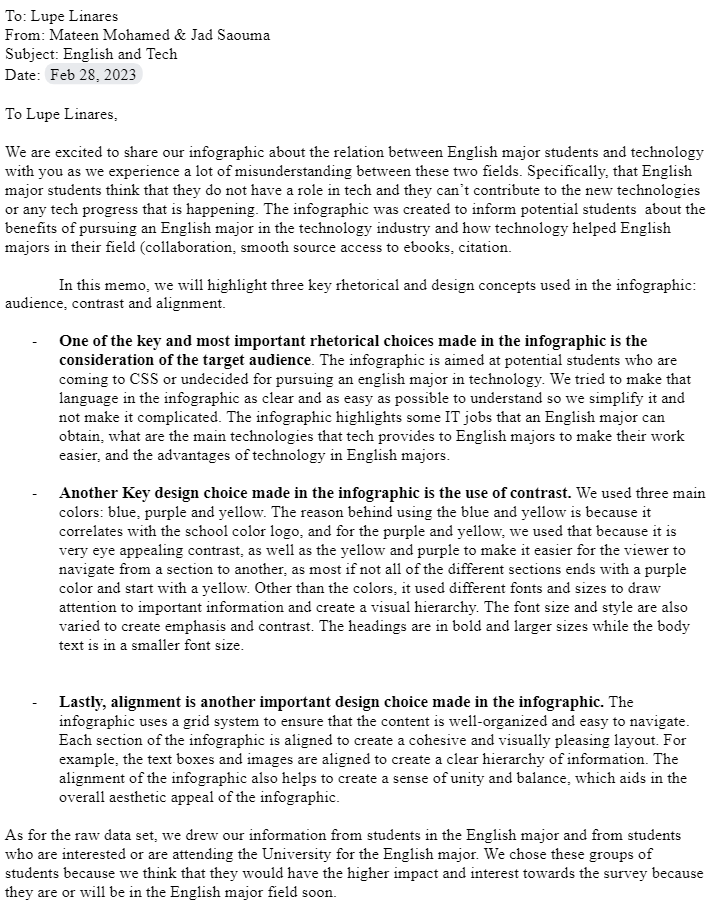 To: Lupe Linares
From: Mateen Mohamed & Jad Saouma
Subject: English and Tech
Date: Feb 28, 2023
To Lupe Linares,
We are excited to share our infographic about the relation between English major students and technology
with you as we experience a lot of misunderstanding between these two fields. Specifically, that English
major students think that they do not have a role in tech and they can't contribute to the new technologies
or any tech progress that is happening. The infographic was created to inform potential students about the
benefits of pursuing an English major in the technology industry and how technology helped English
majors in their field (collaboration, smooth source access to ebooks, citation.
In this memo, we will highlight three key rhetorical and design concepts used in the infographic:
audience, contrast and alignment.
- One of the key and most important rhetorical choices made in the infographic is the
consideration of the target audience. The infographic is aimed at potential students who are
coming to CSS or undecided for pursuing an english major in technology. We tried to make that
language in the infographic as clear and as easy as possible to understand so we simplify it and
not make it complicated. The infographic highlights some IT jobs that an English major can
obtain, what are the main technologies that tech provides to English majors to make their work
easier, and the advantages of technology in English majors.
- Another Key design choice made in the infographic is the use of contrast. We used three main
colors: blue, purple and yellow. The reason behind using the blue and yellow is because it
correlates with the school color logo, and for the purple and yellow, we used that because it is
very eye appealing contrast, as well as the yellow and purple to make it easier for the viewer to
navigate from a section to another, as most if not all of the different sections ends with a purple
color and start with a yellow. Other than the colors, it used different fonts and sizes to draw
attention to important information and create a visual hierarchy. The font size and style are also
varied to create emphasis and contrast. The headings are in bold and larger sizes while the body
text is in a smaller font size.
- Lastly, alignment is another important design choice made in the infographic. The
infographic uses a grid system to ensure that the content is well-organized and easy to navigate.
Each section of the infographic is aligned to create a cohesive and visually pleasing layout. For
example, the text boxes and images are aligned to create a clear hierarchy of information. The
alignment of the infographic also helps to create a sense of unity and balance, which aids in the
overall aesthetic appeal of the infographic.
As for the raw data set, we drew our information from students in the English major and from students
who are interested or are attending the University for the English major. We chose these groups of
students because we think that they would have the higher impact and interest towards the survey because
they are or will be in the English major field soon.